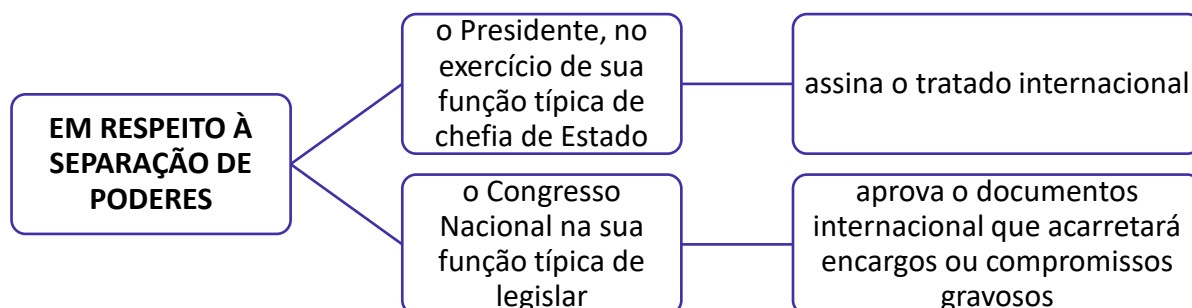 EM RESPEITO À
SEPARAÇÃO DE
PODERES
o Presidente, no
exercício de sua
função típica de
chefia de Estado
assina o tratado internacional
o Congresso
Nacional na sua
função típica de
legislar
aprova o documentos
internacional que acarretará
encargos ou compromissos
gravosos